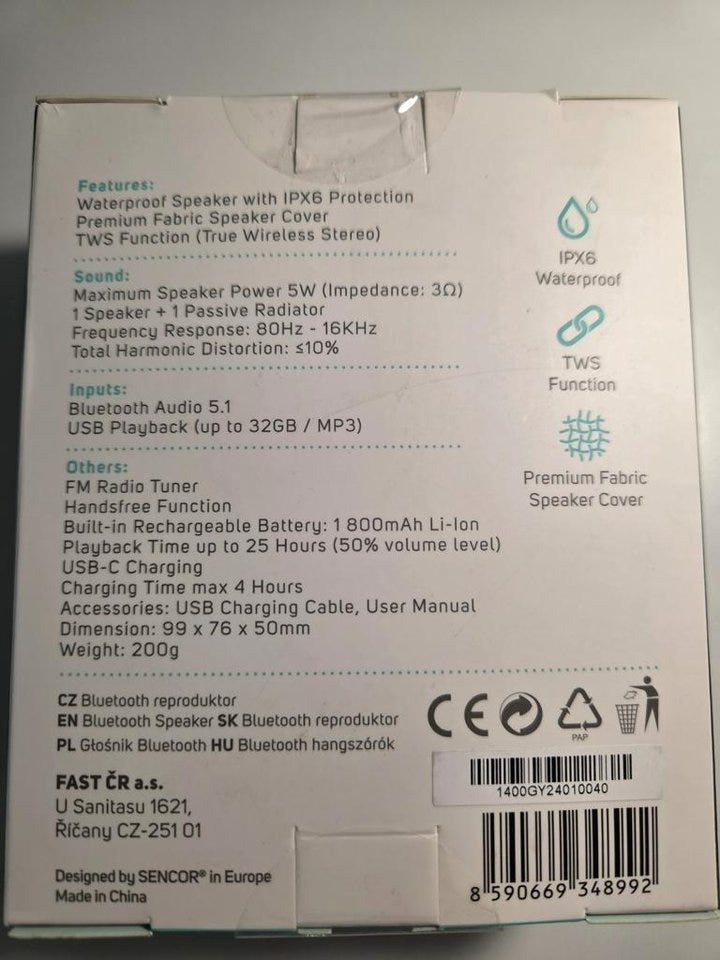 Features:
Waterproof Speaker with IPX6 Protection
Premium Fabric Speaker Cover
TWS Function (True Wireless Stereo)
Sound:
Maximum Speaker Power 5W (Impedance: 3Ω)
1 Speaker + 1 Passive Radiator
Frequency Response: 80Hz - 16KHz
Total Harmonic Distortion: ≤10%
Inputs:
Bluetooth Audio 5.1
USB Playback (up to 32GB / MP3)
Others:
FM Radio Tuner
Handsfree Function
Built-in Rechargeable Battery: 1 800mAh Li-Ion
Playback Time up to 25 Hours (50% volume level)
USB-C Charging
Charging Time max 4 Hours
Accessories: USB Charging Cable, User Manual
Dimension: 99 x 76 x 50mm
Weight: 200g
IPX6
Waterproof
TWS
Function
Premium Fabric
Speaker Cover
CZ Bluetooth reproduktor
EN Bluetooth Speaker SK Bluetooth reproduktor
PL Głośnik Bluetooth HU Bluetooth hangszórók
CE
PAP
FAST ČR a.s.
U Sanitasu 1621,
Říčany CZ-251 01
Designed by SENCOR® in Europe
Made in China
1400GY24010040
8 590669 348992